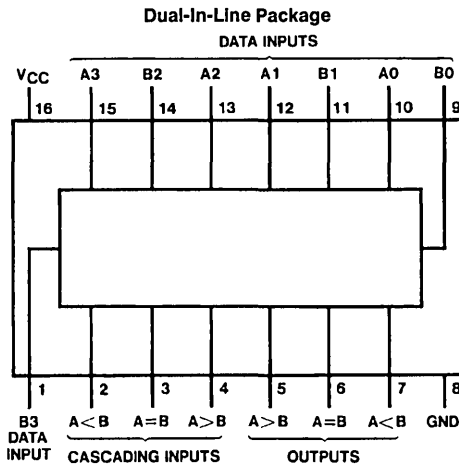 Dual-In-Line Package
DATA INPUTS
VCC A3 B2 A2 A1 B1 A0 B0
16 15 14 13 12 11 10 9
1 2 3 4 5 6 7 8
B3 A<B A=B A>B A>B A=B A<B GND
DATA
INPUT CASCADING INPUTS OUTPUTS